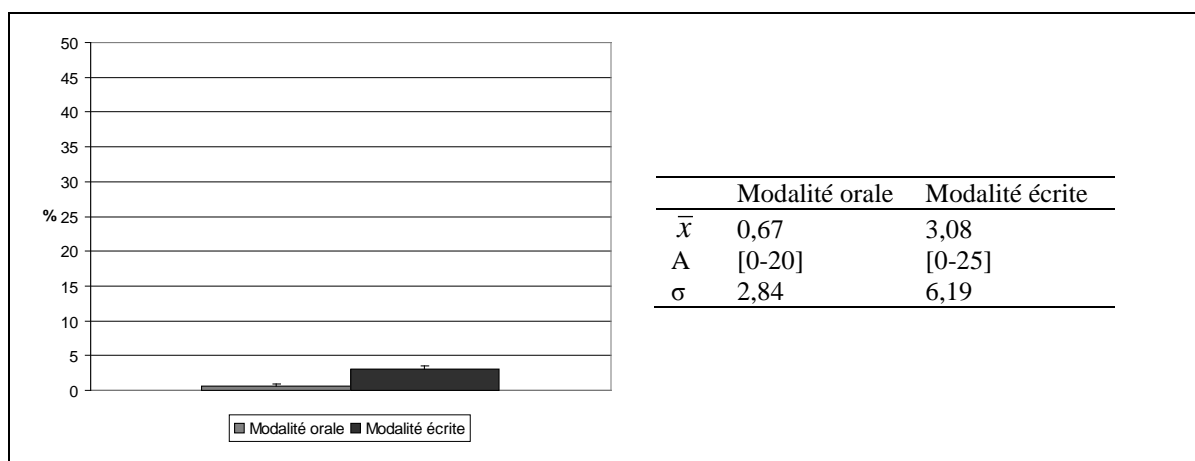 50
45
40
35
30
% 25
20
15
10
5
0
Modalité orale Modalité écrite
Modalité orale Modalité écrite
x̄ 0,67 3,08
A [0-20] [0-25]
σ 2,84 6,19